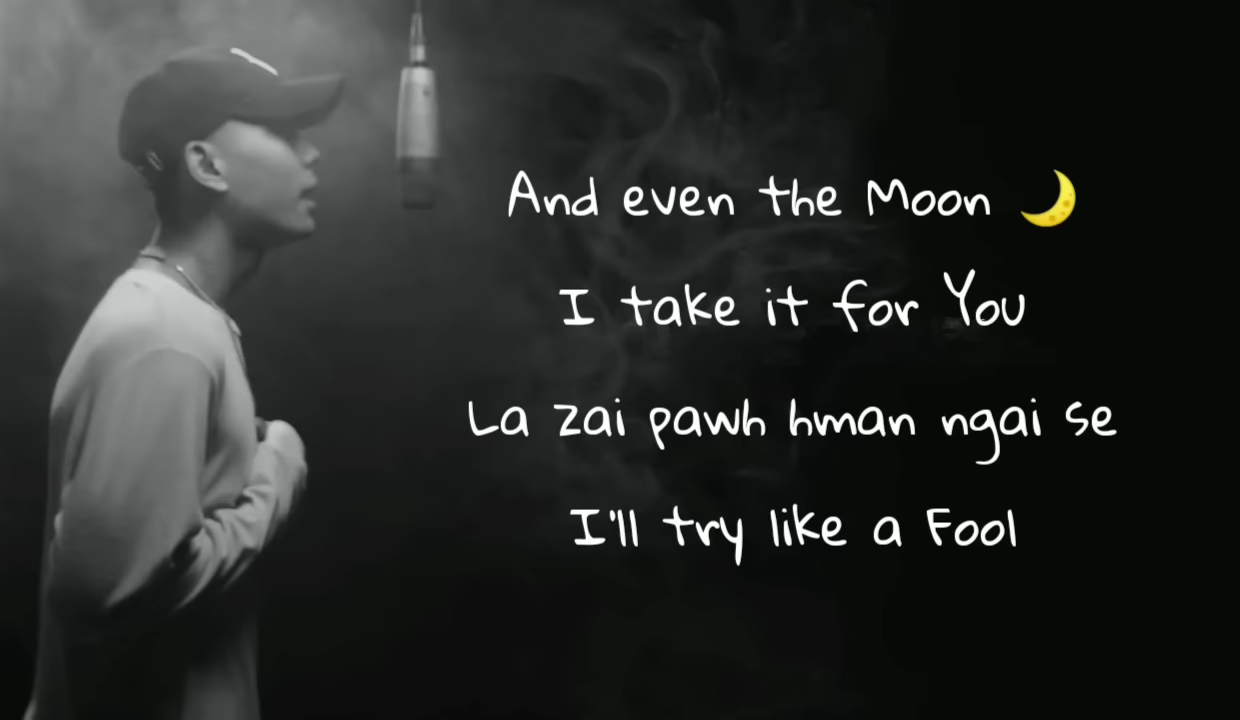 And even the Moon 🌙
I take it for You
La zai pawh hman ngai se
I'll try like a Fool